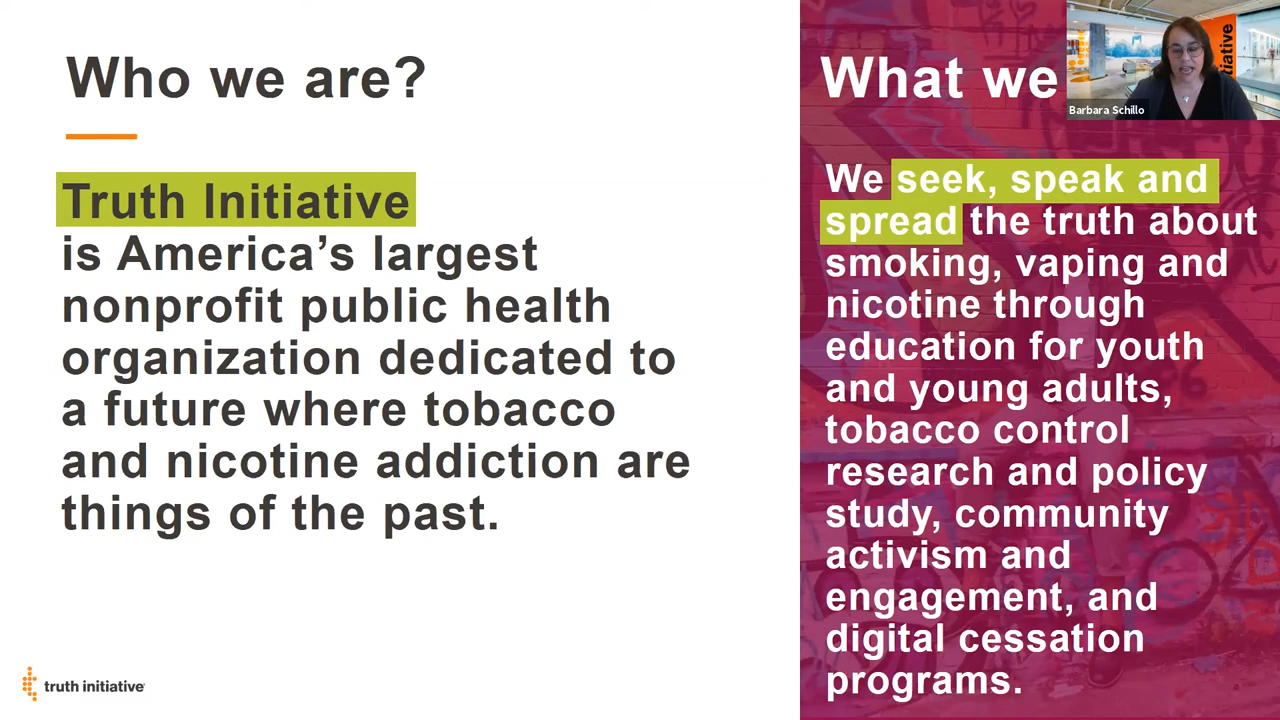 Who we are?
Truth Initiative
is America’s largest
nonprofit public health
organization dedicated to
a future where tobacco
and nicotine addiction are
things of the past.
truth initiative
What we
We seek, speak and
spread the truth about
smoking, vaping and
nicotine through
education for youth
and young adults,
tobacco control
research and policy
study, community
activism and
engagement, and
digital cessation
programs.
Barbara Schillo
itiative